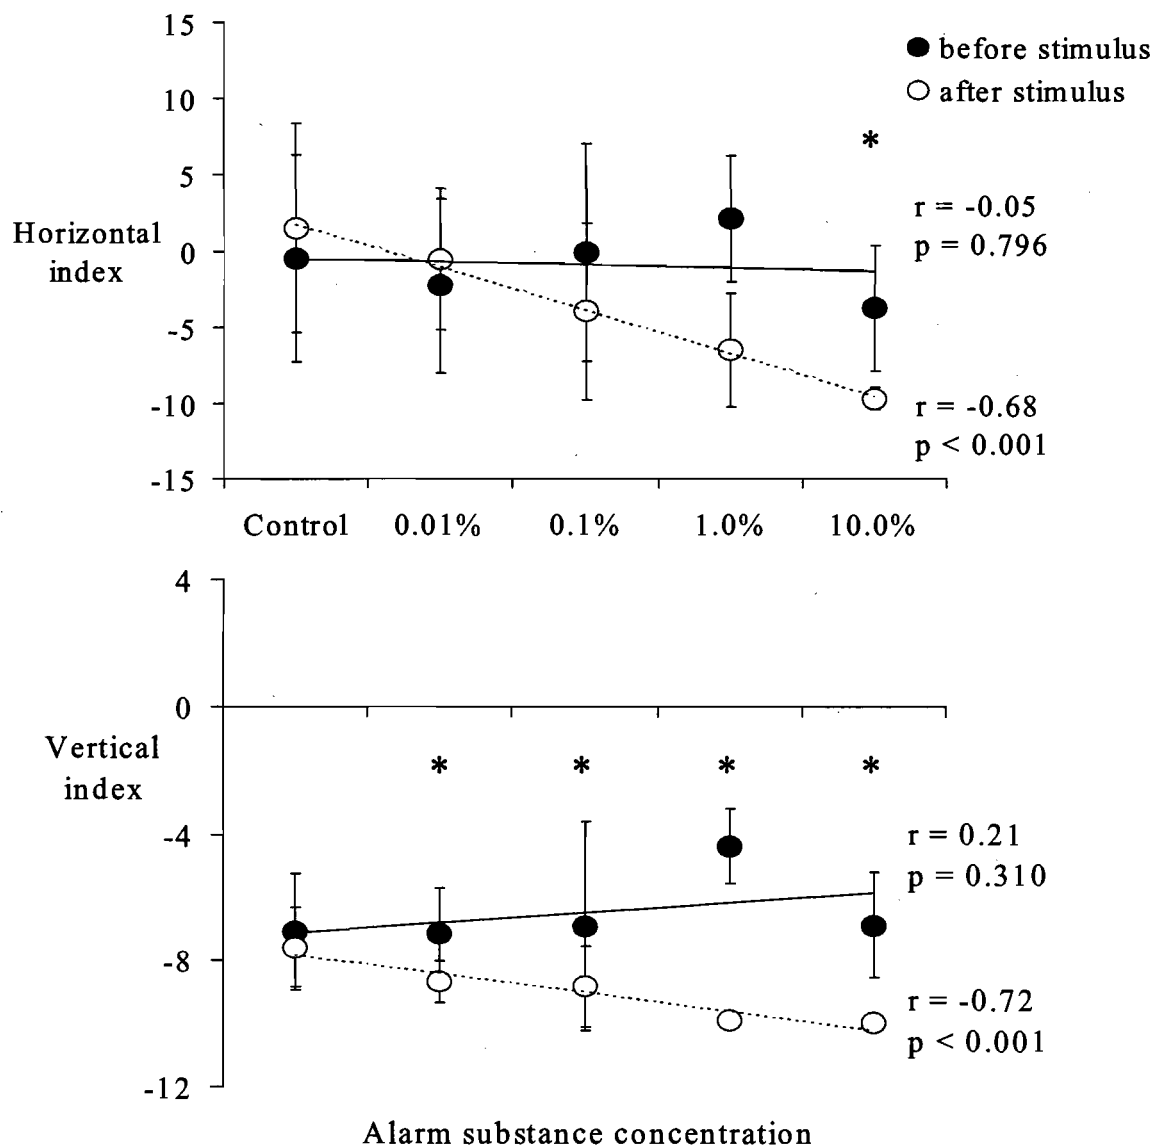 15
● before stimulus
○ after stimulus
10
*
5
r = -0.05
p = 0.796
Horizontal
index
0
-5
-10
r = -0.68
p < 0.001
-15
Control 0.01% 0.1% 1.0% 10.0%
4
0
Vertical
index
* * * *
-4
r = 0.21
p = 0.310
-8
r = -0.72
p < 0.001
-12
Alarm substance concentration